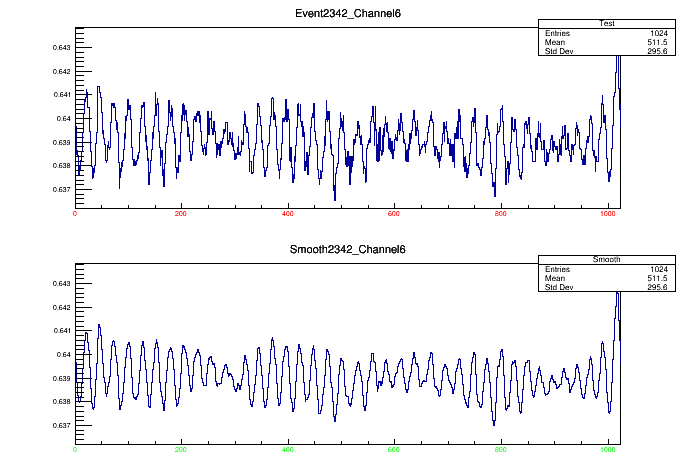 Event2342_Channel6
Test
Entries 1024
Mean 511.5
Std Dev 295.6
0.643
0.642
0.641
0.64
0.639
0.638
0.637
0 200 400 600 800 1000
Smooth2342_Channel6
Smooth
Entries 1024
Mean 511.5
Std Dev 295.6
0.643
0.642
0.641
0.64
0.639
0.638
0.637
0 200 400 600 800 1000